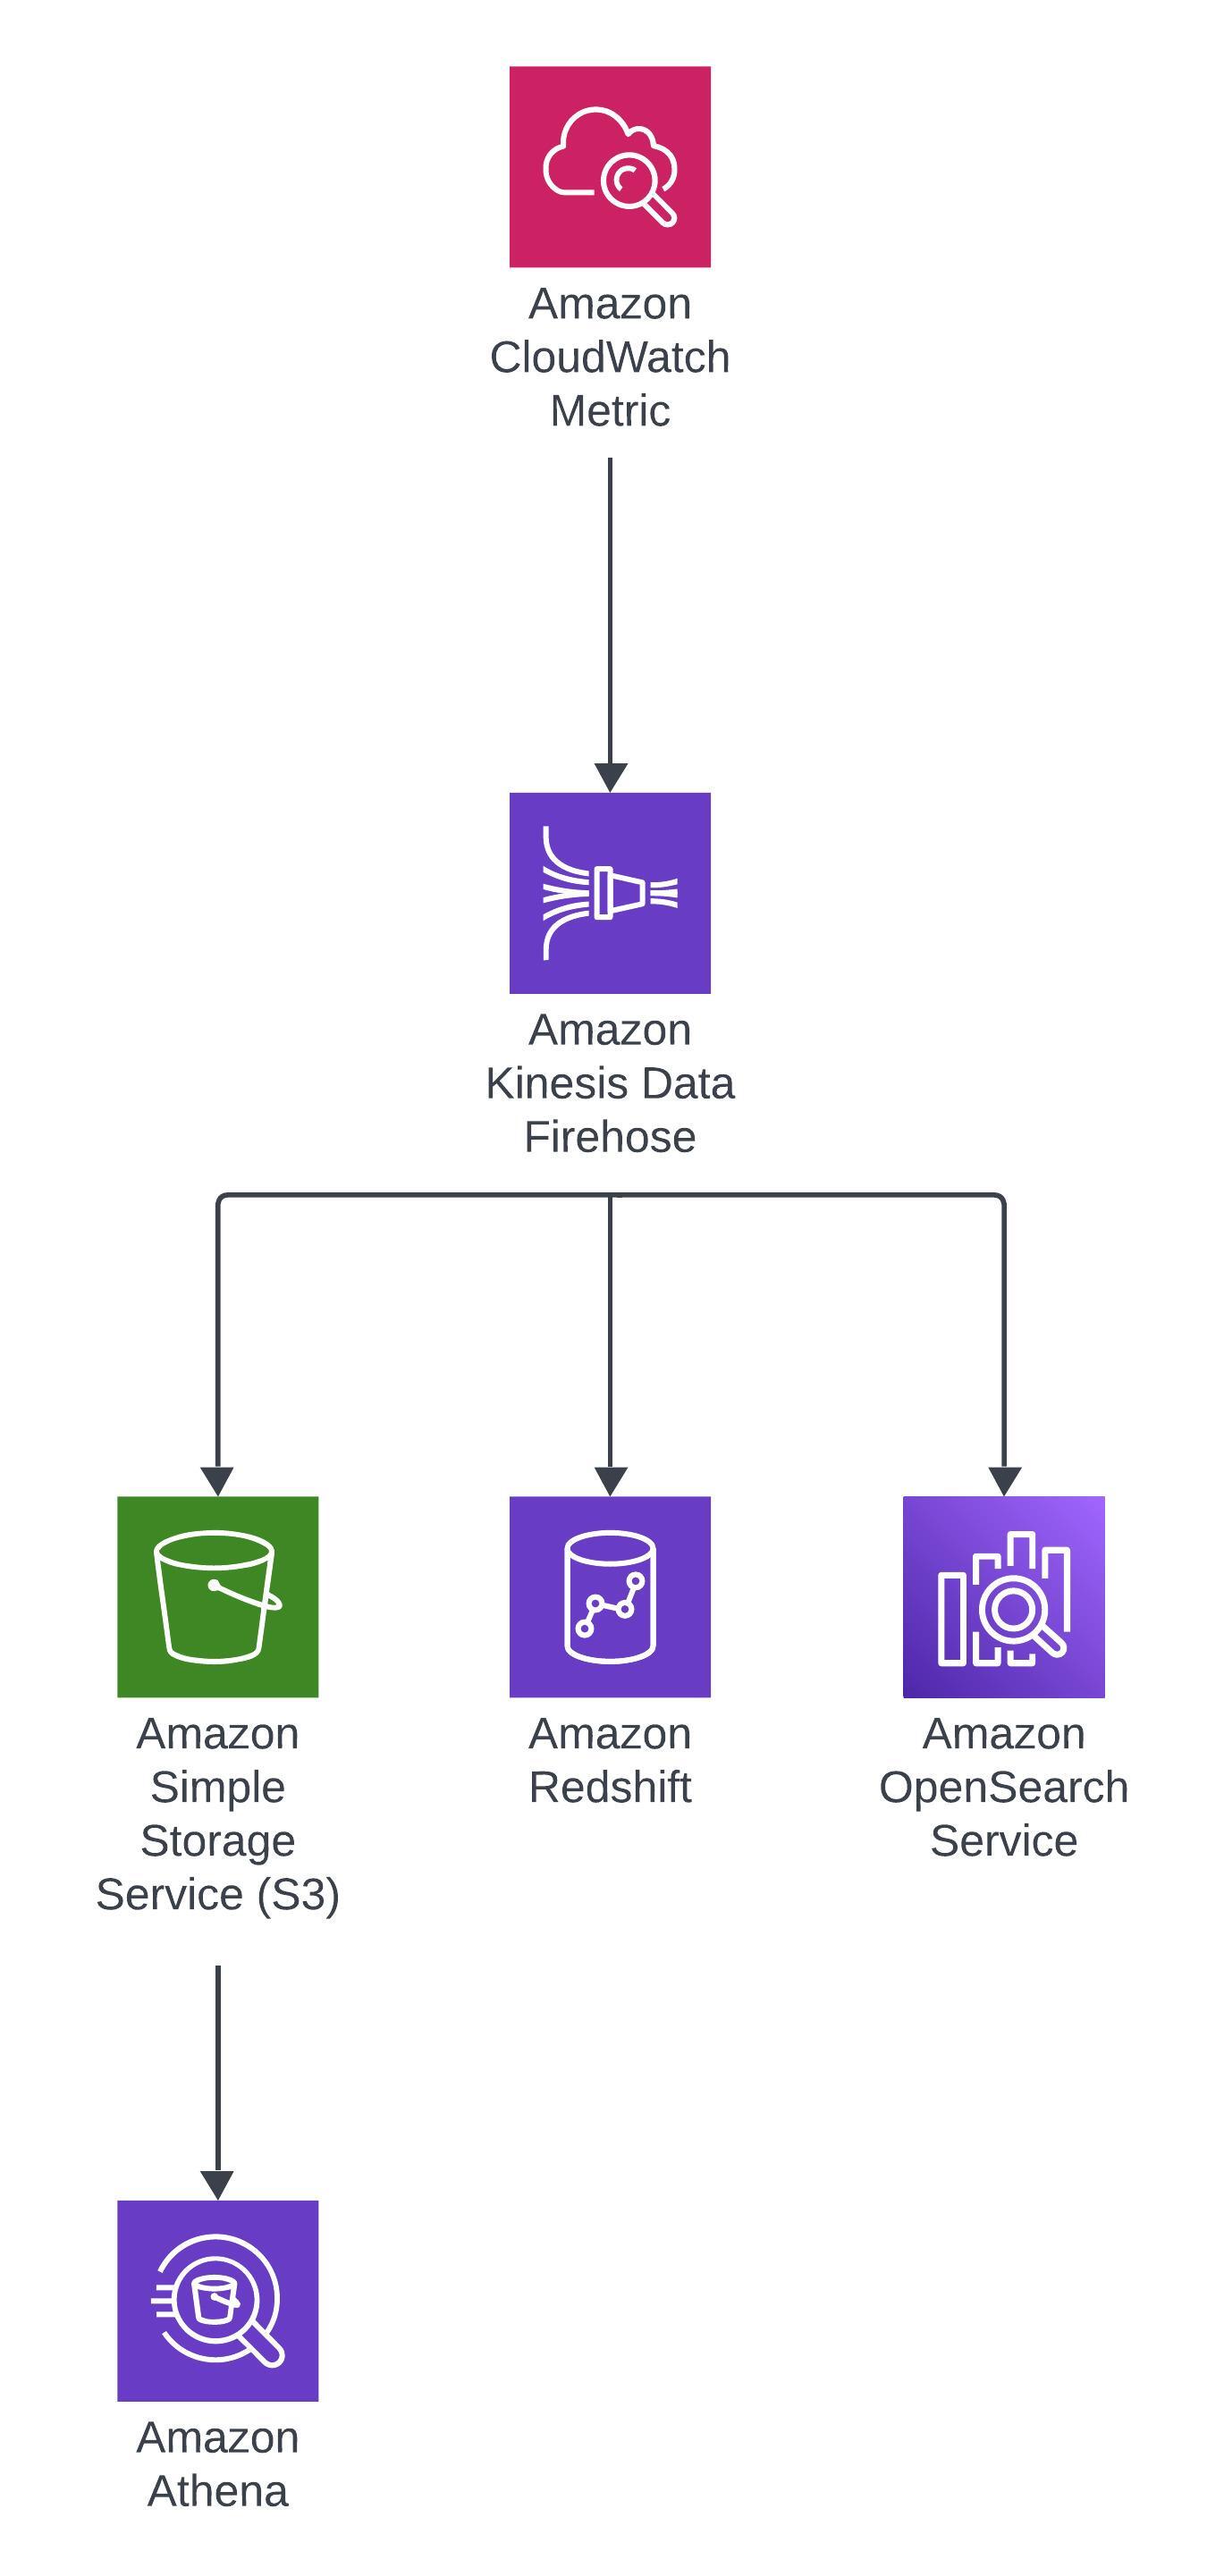 Amazon
CloudWatch
Metric
Amazon
Kinesis Data
Firehose
Amazon
Simple
Storage
Service (S3)
Amazon
Redshift
Amazon
OpenSearch
Service
Amazon
Athena